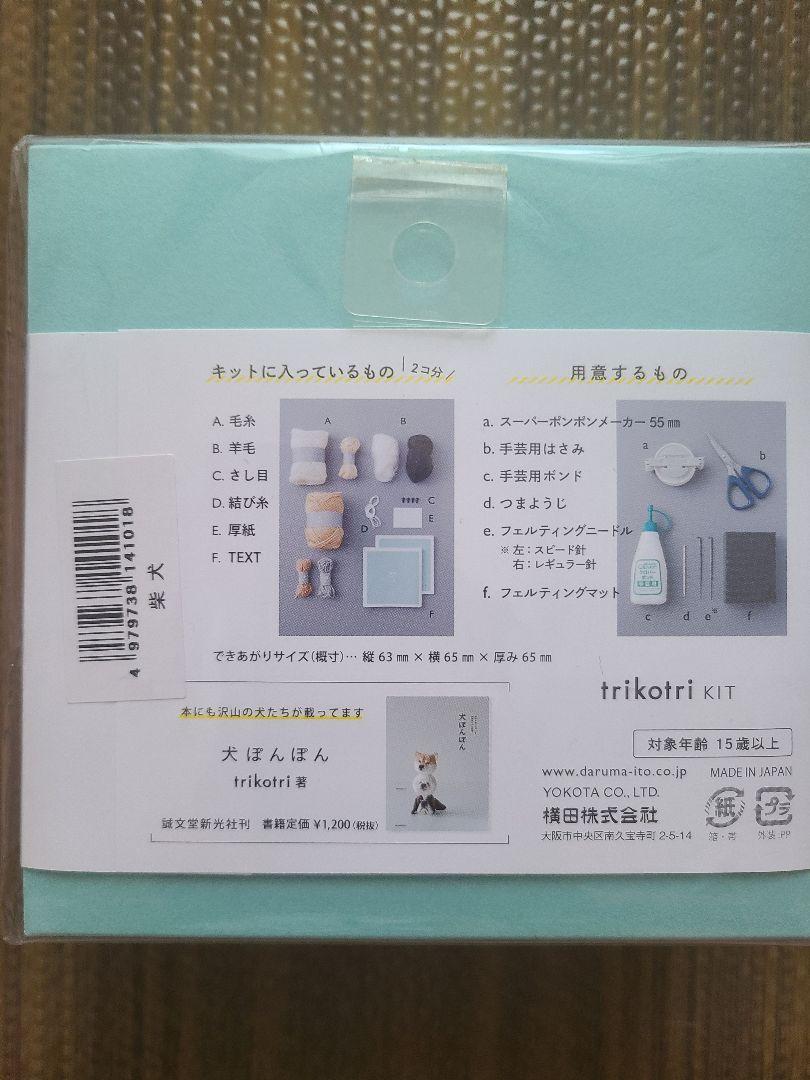 キットに入っているもの 2コ分
A. 毛糸
B. 羊毛
C. さし目
D. 結び糸
E. 厚紙
F. TEXT
A
B
C
D
E
F
できあがりサイズ(概寸)… 縦 63 mm × 横 65 mm × 厚み 65 mm
用意するもの
a. スーパーポンポンメーカー 55 mm
b. 手芸用はさみ
c. 手芸用ボンド
d. つまようじ
e. フェルティングニードル
※ 左：スピード針
右：レギュラー針
f. フェルティングマット
a
b
c
d
e※
f
4 979738 141018
柴犬
本にも沢山の犬たちが載ってます
犬ぽんぽん
trikotri 著
誠文堂新光社刊 書籍定価 ¥1,200(税抜)
犬ぽんぽん
trikotri KIT
対象年齢 15歳以上
www.daruma-ito.co.jp MADE IN JAPAN
YOKOTA CO., LTD.
横田株式会社
大阪市中央区南久宝寺町 2-5-14
紙
箱・帯
プラ
外装:PP